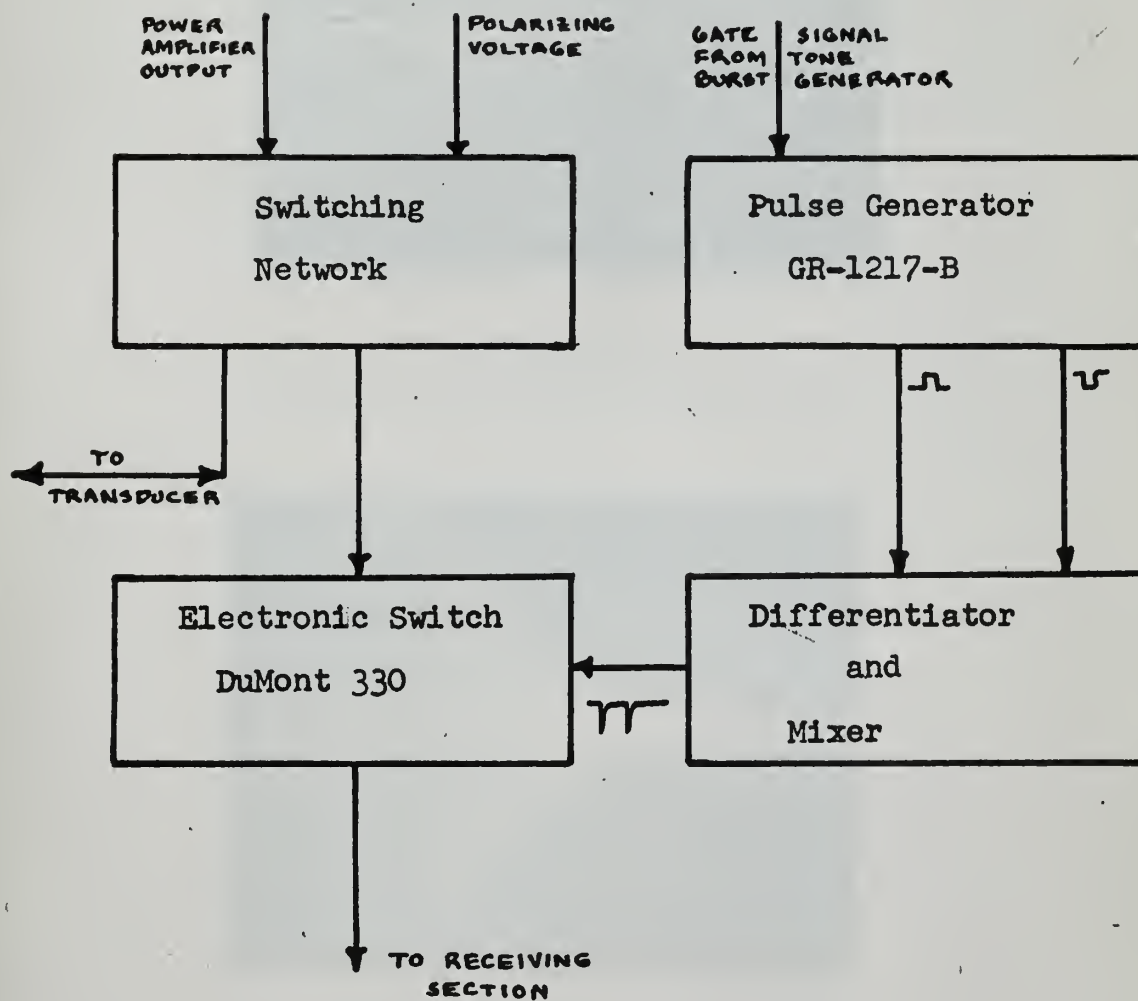 POWER
AMPLIFIER
OUTPUT
POLARIZING
VOLTAGE
GATE SIGNAL
FROM TONE
BURST GENERATOR
Switching
Network
Pulse Generator
GR-1217-B
TO
TRANSDUCER
Electronic Switch
DuMont 330
Differentiator
and
Mixer
TO RECEIVING
SECTION